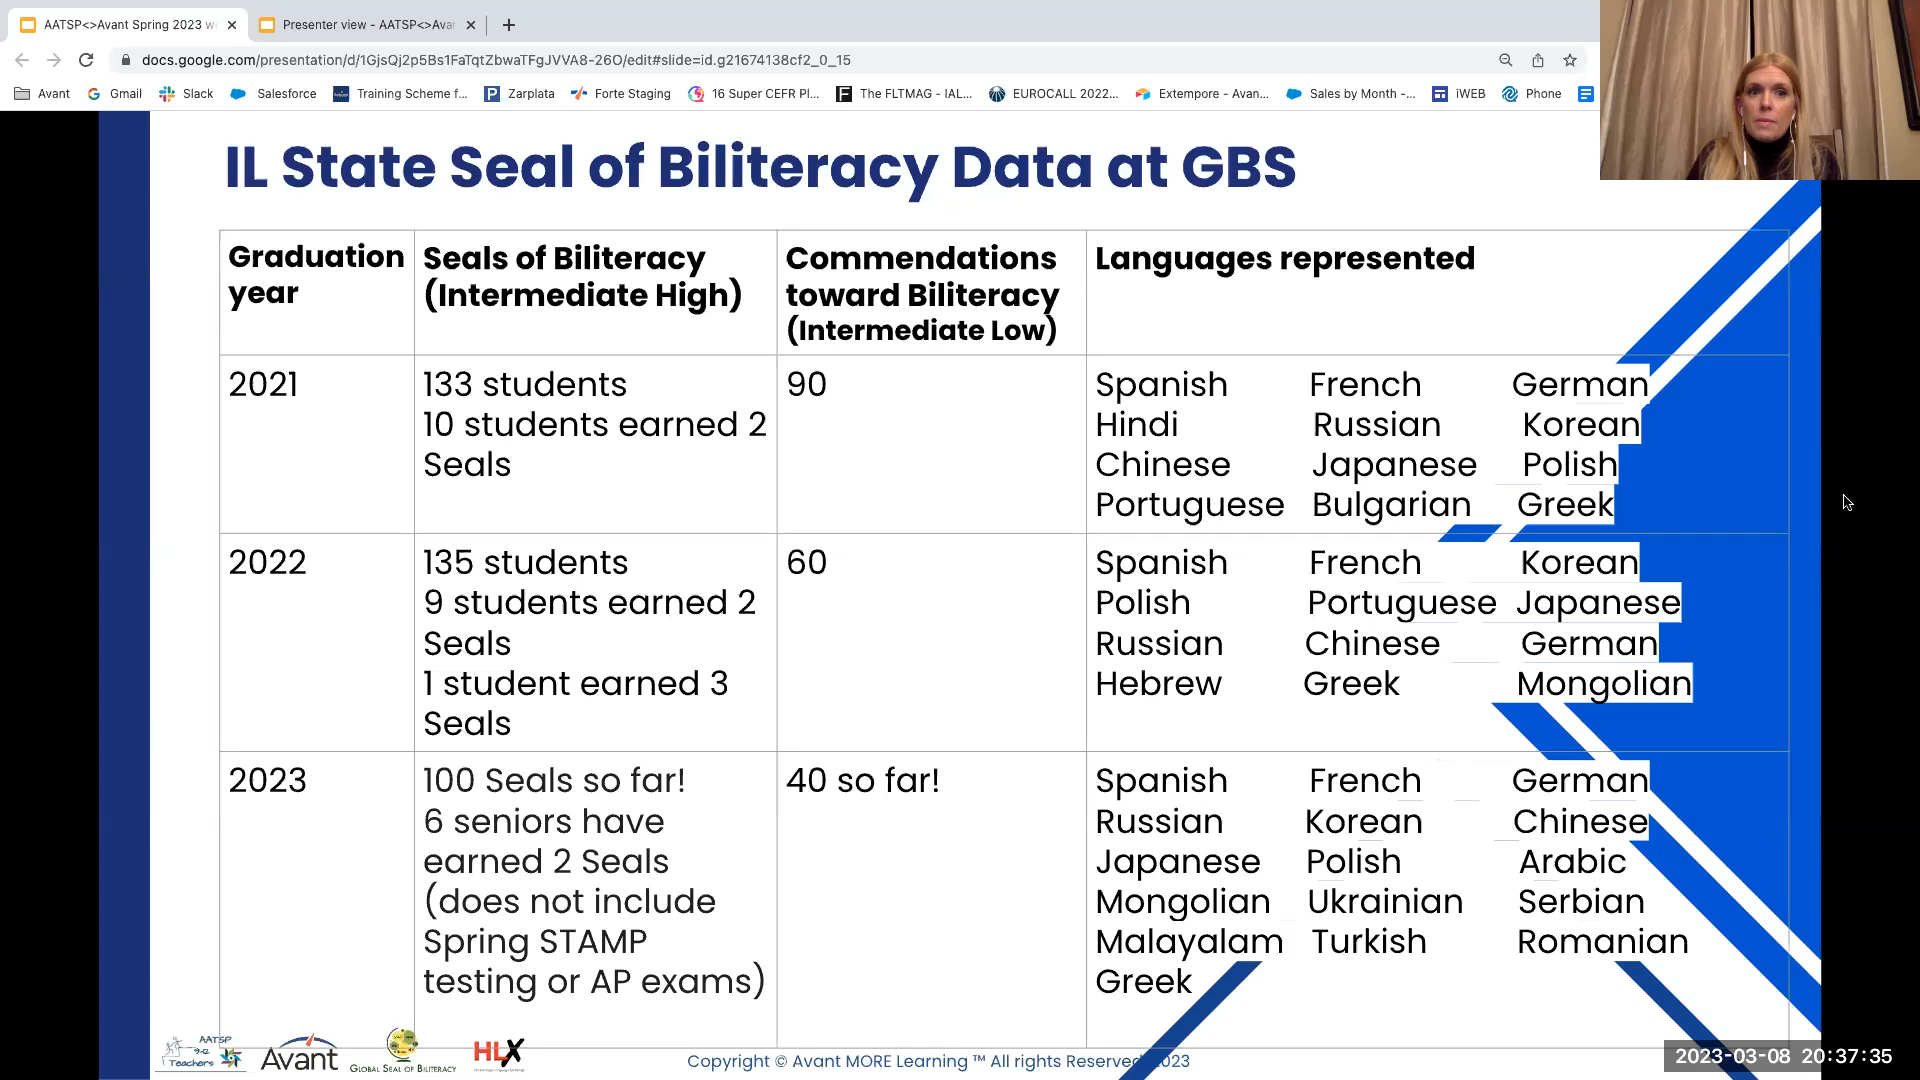 AATSP<>Avant Spring 2023 w
Presenter view - AATSP<>Ava
docs.google.com/presentation/d/1GjsQj2p5Bs1FaTqtZbwaTFgJVVA8-26O/edit#slide=id.g21674138cf2_0_15
Avant Gmail Slack Salesforce Training Scheme f... Zarplata Forte Staging 16 Super CEFR Pl... The FLTMAG - IAL... EUROCALL 2022... Extempore - Avan... Sales by Month -... iWEB Phone
IL State Seal of Biliteracy Data at GBS
Graduation
year
Seals of Biliteracy
(Intermediate High)
Commendations
toward Biliteracy
(Intermediate Low)
Languages represented
2021
133 students
10 students earned 2
Seals
90
Spanish French German
Hindi Russian Korean
Chinese Japanese Polish
Portuguese Bulgarian Greek
2022
135 students
9 students earned 2
Seals
1 student earned 3
Seals
60
Spanish French Korean
Polish Portuguese Japanese
Russian Chinese German
Hebrew Greek Mongolian
2023
100 Seals so far!
6 seniors have
earned 2 Seals
(does not include
Spring STAMP
testing or AP exams)
40 so far!
Spanish French German
Russian Korean Chinese
Japanese Polish Arabic
Mongolian Ukrainian Serbian
Malayalam Turkish Romanian
Greek
AATSP
9-12
Teachers
Avant
GLOBAL SEAL OF BILITERACY
HLX
Copyright © Avant MORE Learning ™ All rights Reserved 2023
2023-03-08 20:37:35